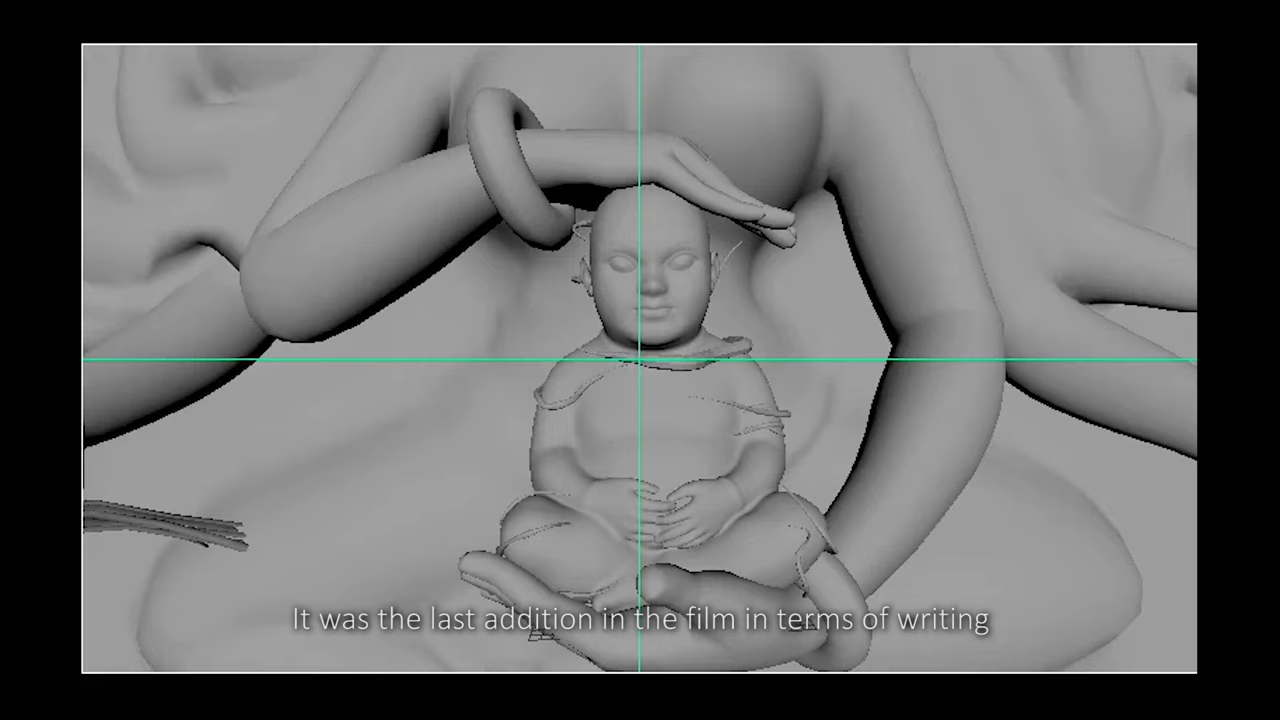 It was the last addition in the film in terms of writing